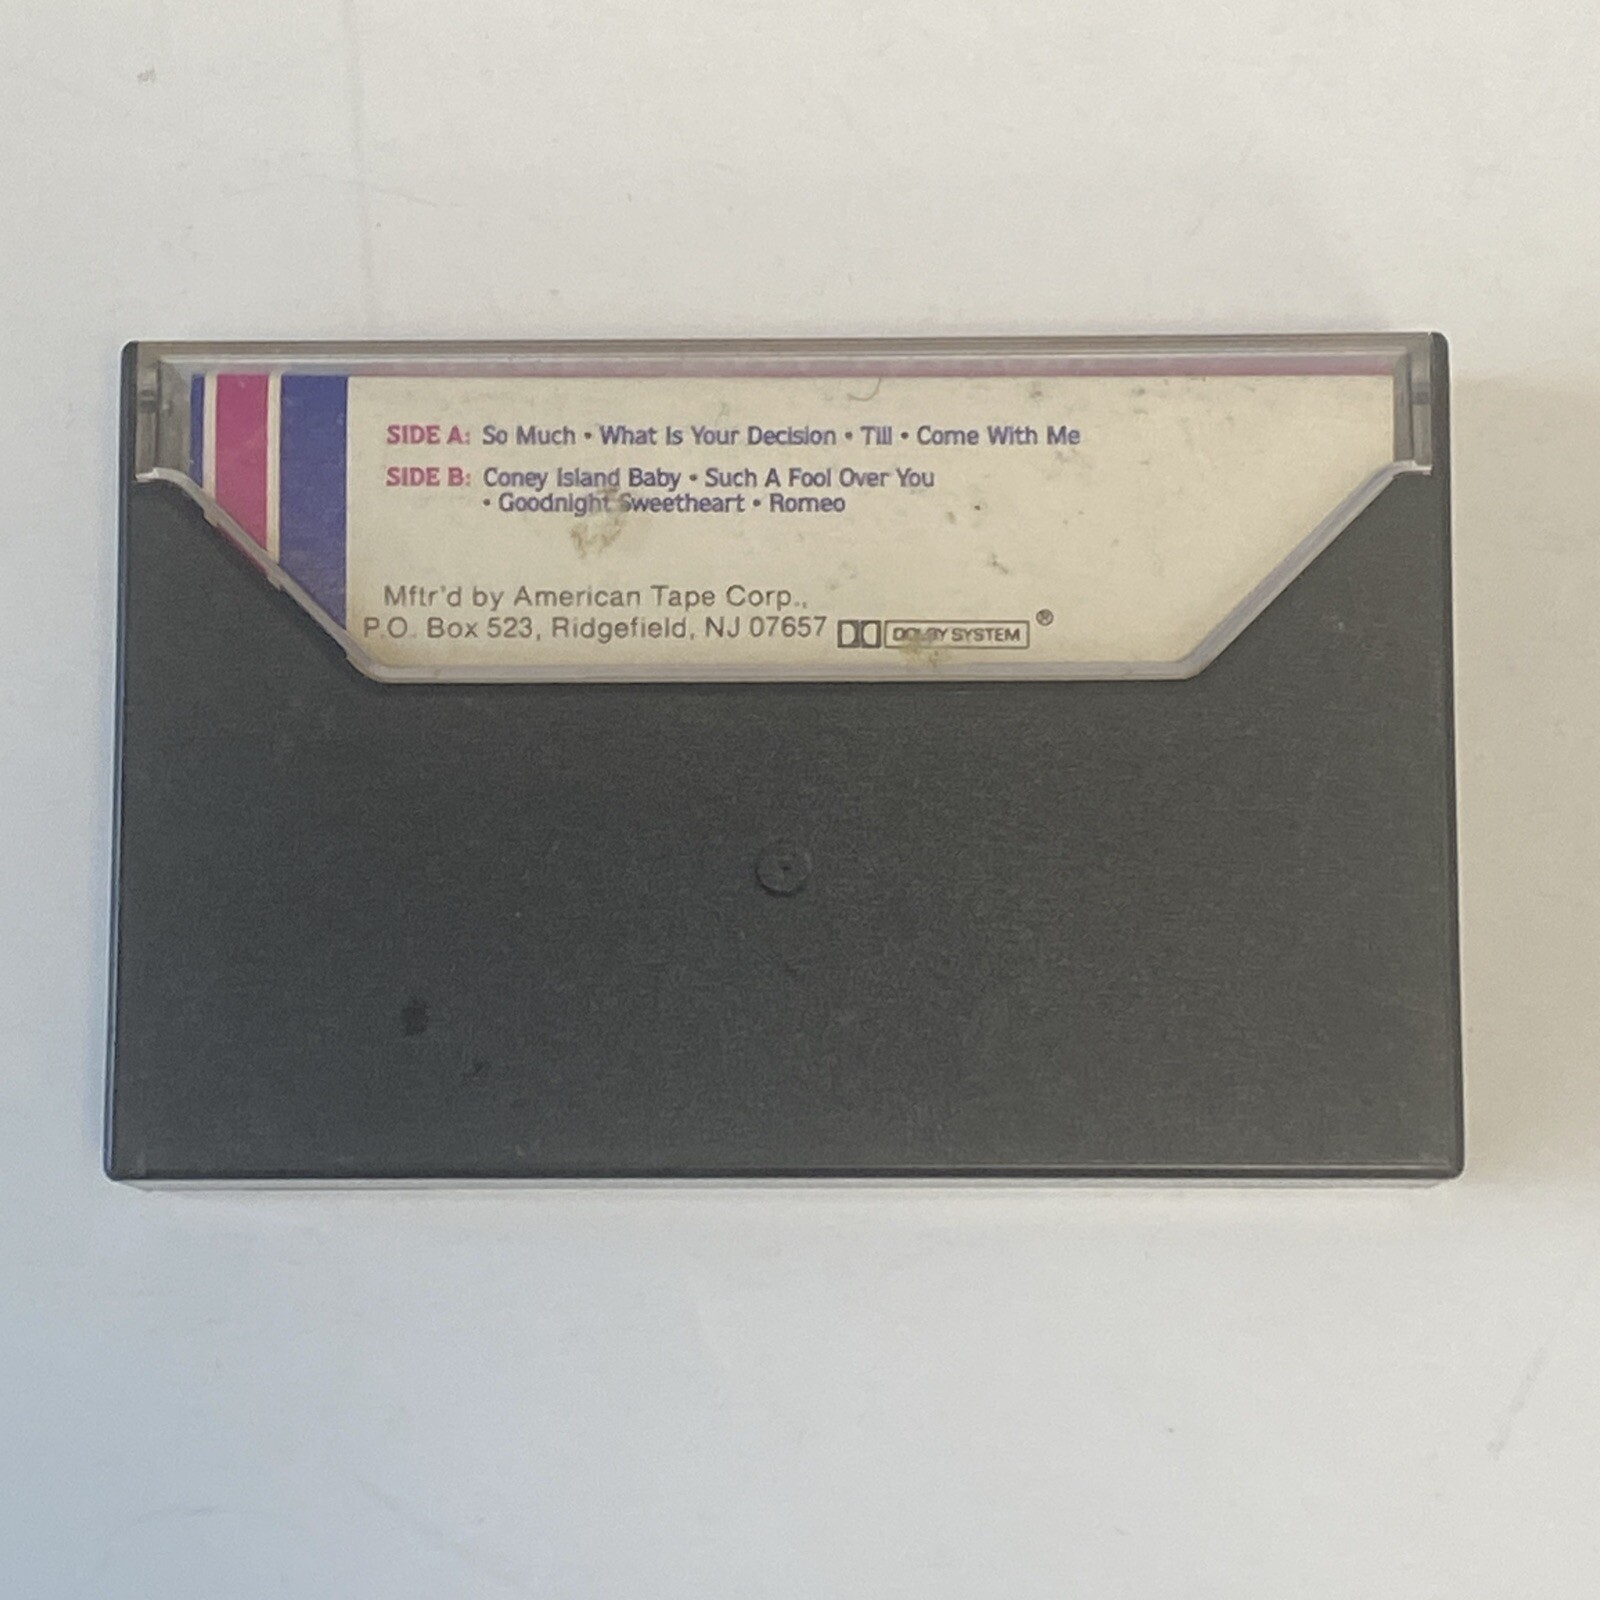 SIDE A: So Much • What Is Your Decision • Till • Come With Me
SIDE B: Coney Island Baby • Such A Fool Over You
• Goodnight Sweetheart • Romeo
Mftr'd by American Tape Corp.,
P.O. Box 523, Ridgefield, NJ 07657 DOLBY SYSTEM ®